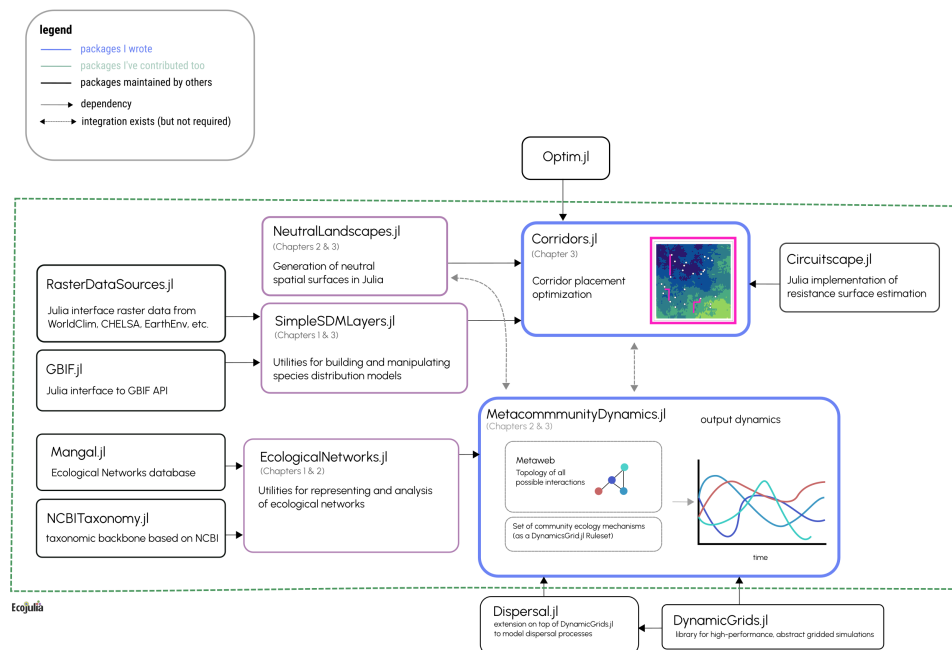 legend
packages I wrote
packages I've contributed too
packages maintained by others
dependency
integration exists (but not required)
Optim.jl
NeutralLandscapes.jl
(Chapters 2 & 3)
Generation of neutral
spatial surfaces in Julia
Corridors.jl
(Chapter 3)
Corridor placement
optimization
Circuitscape.jl
Julia implementation of
resistance surface estimation
RasterDataSources.jl
Julia interface raster data from
WorldClim, CHELSA, EarthEnv, etc.
SimpleSDMLayers.jl
(Chapters 1 & 3)
Utilities for building and manipulating
species distribution models
GBIF.jl
Julia interface to GBIF API
MetacommmunityDynamics.jl
(Chapters 2 & 3)
output dynamics
Metaweb
Topology of all
possible interactions
Set of community ecology mechanisms
(as a DynamicsGrid.jl Ruleset)
time
Mangal.jl
Ecological Networks database
EcologicalNetworks.jl
(Chapters 1 & 2)
Utilities for representing and analysis
of ecological networks
NCBITaxonomy.jl
taxonomic backbone based on NCBI
EcoJulia
Dispersal.jl
extension on top of DynamicGrids.jl
to model dispersal processes
DynamicGrids.jl
library for high-performance, abstract gridded simulations